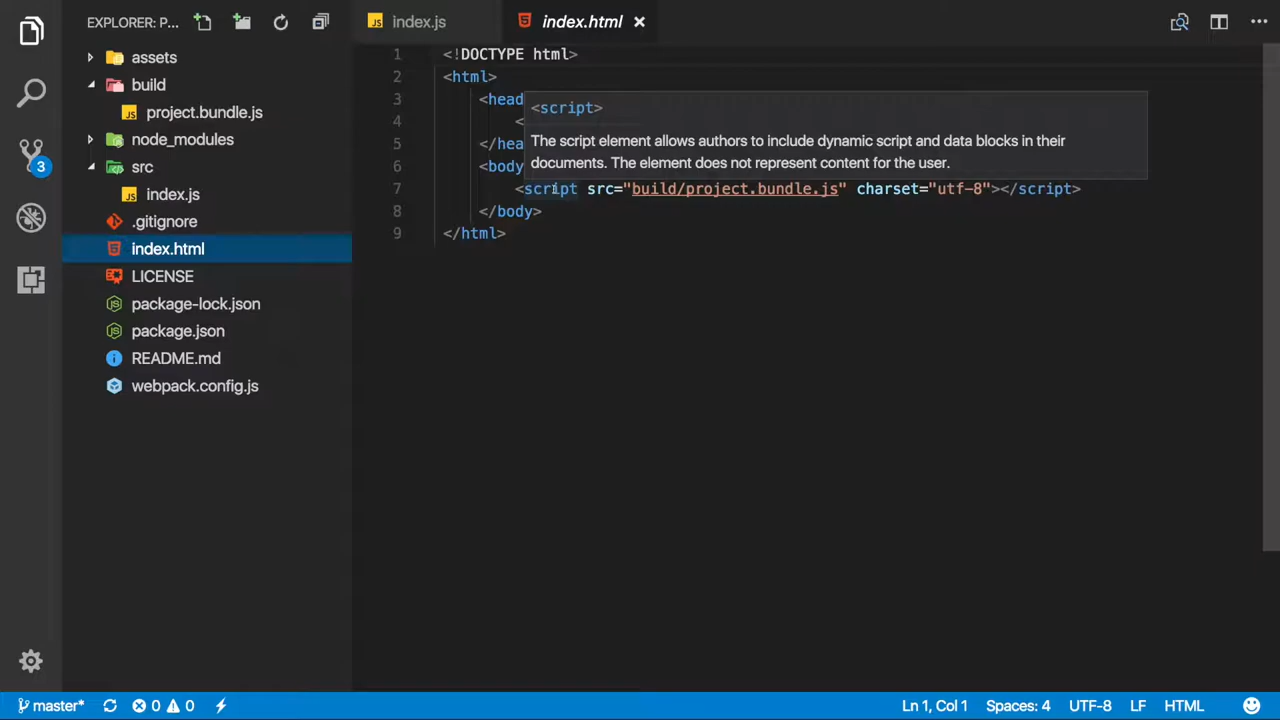 EXPLORER: P...
index.js
index.html
assets
build
project.bundle.js
node_modules
src
index.js
.gitignore
index.html
LICENSE
package-lock.json
package.json
README.md
webpack.config.js
3
1 <!DOCTYPE html>
2 <html>
3 <head
4 <
5 </hea
6 <body
<script>
The script element allows authors to include dynamic script and data blocks in their
documents. The element does not represent content for the user.
7 <script src="build/project.bundle.js" charset="utf-8"></script>
8 </body>
9 </html>
master* 0 0 Ln 1, Col 1 Spaces: 4 UTF-8 LF HTML